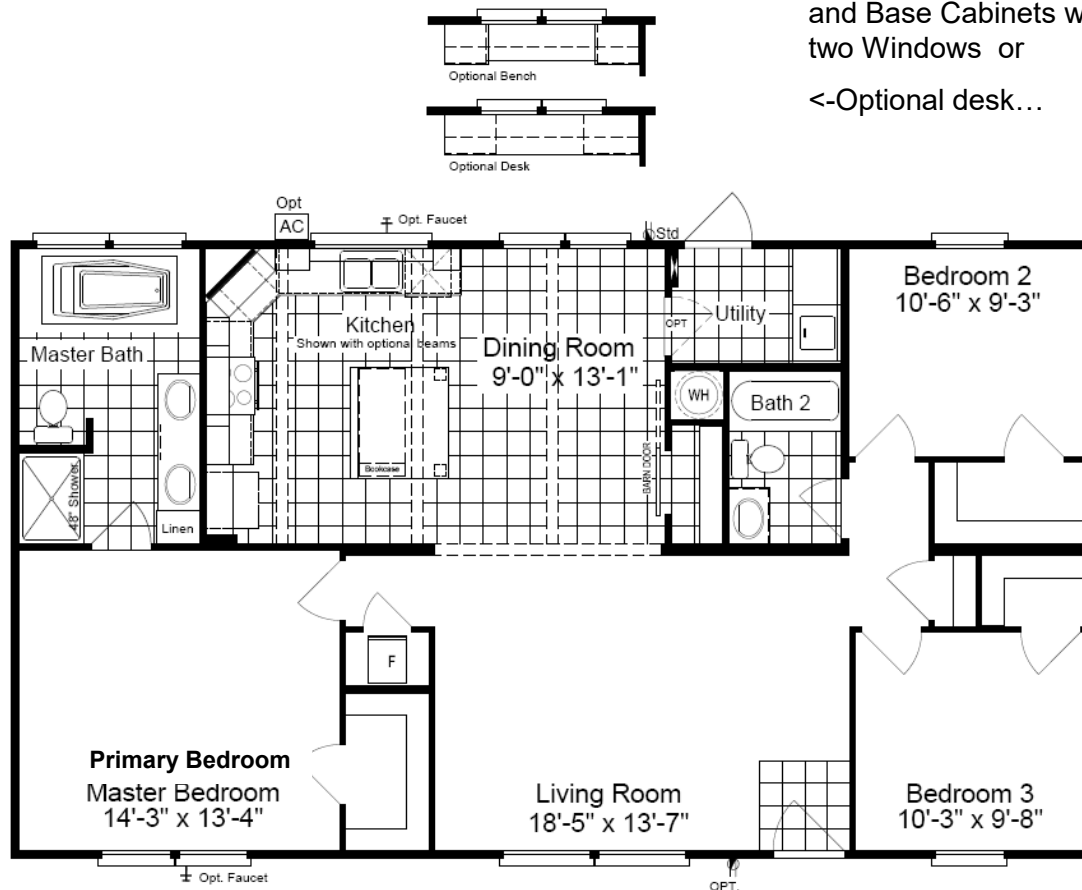 and Base Cabinets w
two Windows or
<-Optional desk…
Optional Bench
Optional Desk
Opt
AC
Opt. Faucet
Std
Bedroom 2
10'-6" x 9'-3"
Kitchen
Shown with optional beams
Utility
OPT
Master Bath
Dining Room
9'-0" x 13'-1"
WH
Bath 2
Bookcase
BARN DOOR
48" Shower
Linen
F
Primary Bedroom
Master Bedroom
14'-3" x 13'-4"
Living Room
18'-5" x 13'-7"
Bedroom 3
10'-3" x 9'-8"
Opt. Faucet
OPT.